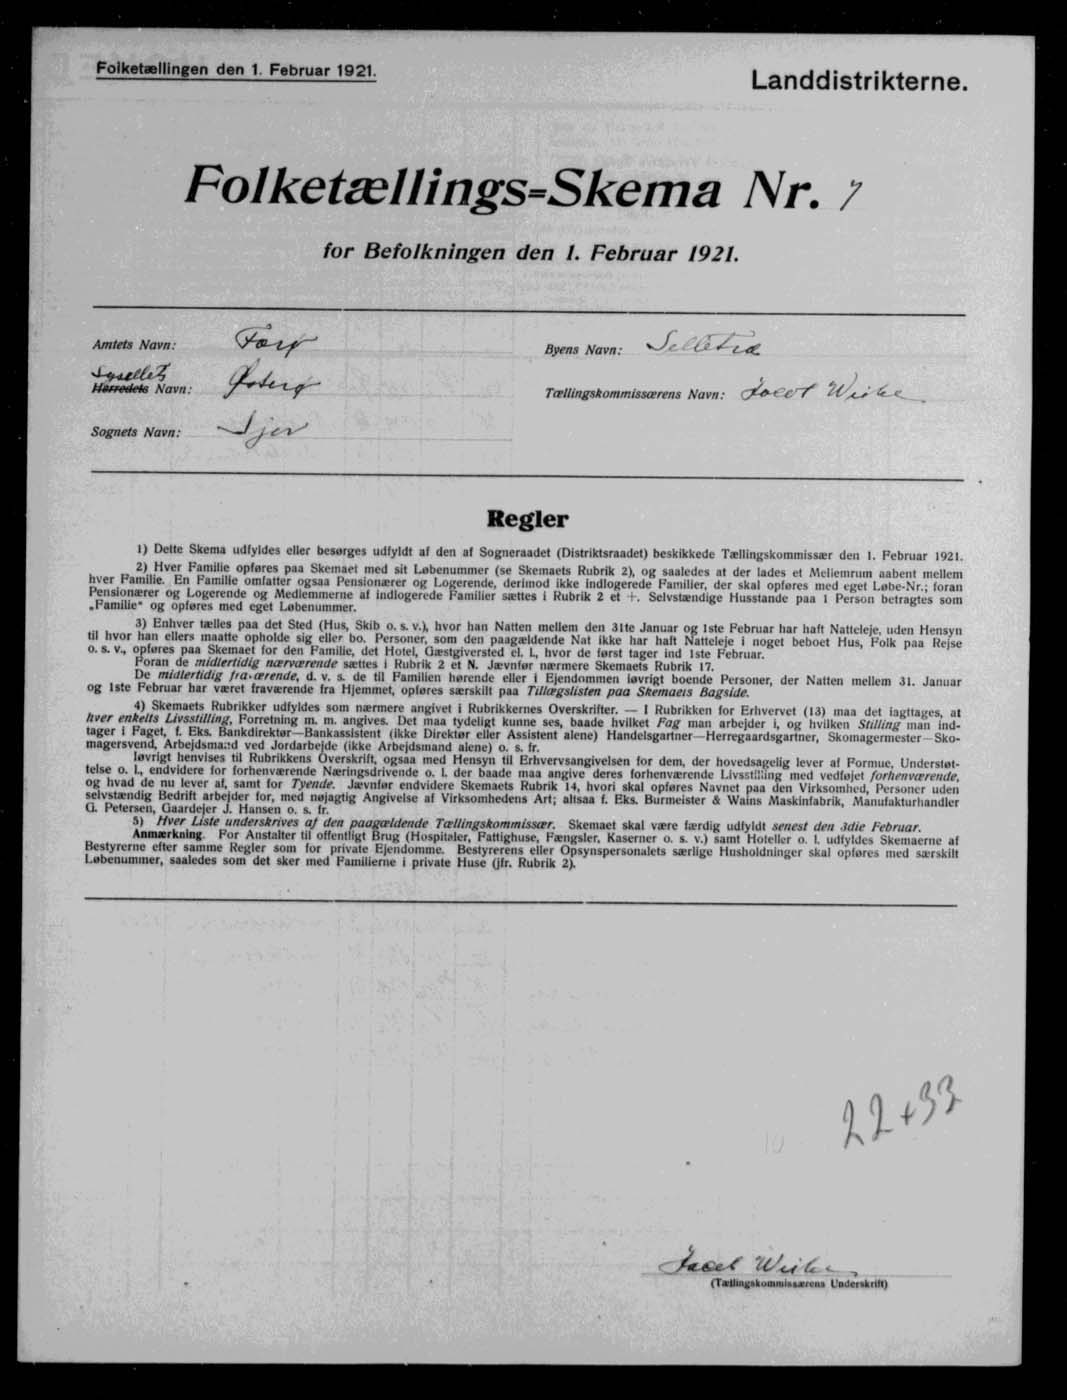 Folketællingen den 1. Februar 1921.
Landdistrikterne.
Folketællings=Skema Nr. 7
for Befolkningen den 1. Februar 1921.
Amtets Navn: Færø
Byens Navn: Selletræ
Sysellets
Herredets Navn: Østerø
Tællingskommissærens Navn: Jacob
Sognets Navn: Sjov
Regler
1) Dette Skema udfyldes eller besørges udfyldt af den af Sogneraadet (Distriktsraadet) beskikkede Tællingskommissær den 1. Februar 1921.
2) Hver Familie opføres paa Skemaet med sit Løbenummer (se Skemaets Rubrik 2), og saaledes at der lades et Mellemrum aabent mellem
hver Familie. En Familie omfatter ogsaa Pensionærer og Logerende, derimod ikke indlogerede Familier, der skal opføres med eget Løbe-Nr.; foran
Pensionærer og Logerende og Medlemmerne af indlogerede Familier sættes i Rubrik 2 et +. Selvstændige Husstande paa 1 Person betragtes som
„Familie" og opføres med eget Løbenummer.
3) Enhver tælles paa det Sted (Hus, Skib o. s. v.), hvor han Natten mellem den 31te Januar og 1ste Februar har haft Natteleje, uden Hensyn
til hvor han ellers maatte opholde sig eller bo. Personer, som den paagældende Nat ikke har haft Natteleje i noget beboet Hus, Folk paa Rejse
o. s. v., opføres paa Skemaet for den Familie, det Hotel, Gæstgiversted el. l., hvor de først tager ind 1ste Februar.
Foran de midlertidig nærværende sættes i Rubrik 2 et N. Jævnfør nærmere Skemaets Rubrik 17.
De midlertidig fraværende, d. v. s. de til Familien hørende eller i Ejendommen iøvrigt boende Personer, der Natten mellem 31. Januar
og 1ste Februar har været fraværende fra Hjemmet, opføres særskilt paa Tillægslisten paa Skemaets Bagside.
4) Skemaets Rubrikker udfyldes som nærmere angivet i Rubrikkernes Overskrifter. — I Rubrikken for Erhvervet (13) maa det iagttages, at
hver enkelts Livsstilling, Forretning m. m. angives. Det maa tydeligt kunne ses, baade hvilket Fag man arbejder i, og hvilken Stilling man ind-
tager i Faget, f. Eks. Bankdirektør—Bankassistent (ikke Direktør eller Assistent alene) Handelsgartner—Herregaardsgartner, Skomagermester—Sko-
magersvend, Arbejdsmand ved Jordarbejde (ikke Arbejdsmand alene) o. s. fr.
Iøvrigt henvises til Rubrikkens Overskrift, ogsaa med Hensyn til Erhvervsangivelsen for dem, der hovedsagelig lever af Formue, Understøt-
telse o. l., endvidere for forhenværende Næringsdrivende o. l. der baade maa angive deres forhenværende Livsstilling med vedføjet forhenværende,
og hvad de nu lever af, samt for Tyende. Jævnfør endvidere Skemaets Rubrik 14, hvori skal opføres Navnet paa den Virksomhed, Personer uden
selvstændig Bedrift arbejder for, med nøjagtig Angivelse af Virksomhedens Art; altsaa f. Eks. Burmeister & Wains Maskinfabrik, Manufakturhandler
G. Petersen, Gaardejer J. Hansen o. s. fr.
5) Hver Liste underskrives af den paagældende Tællingskommissær. Skemaet skal være færdig udfyldt senest den 3die Februar.
Anmærkning. For Anstalter til offentligt Brug (Hospitaler, Fattighuse, Fængsler, Kaserner o. s. v.) samt Hoteller o. l. udfyldes Skemaerne af
Bestyrerne efter samme Regler som for private Ejendomme. Bestyrerens eller Opsynspersonalets særlige Husholdninger skal opføres med særskilt
Løbenummer, saaledes som det sker med Familierne i private Huse (jfr. Rubrik 2).
22+33
Jacob
(Tællingskommissærens Underskrift)